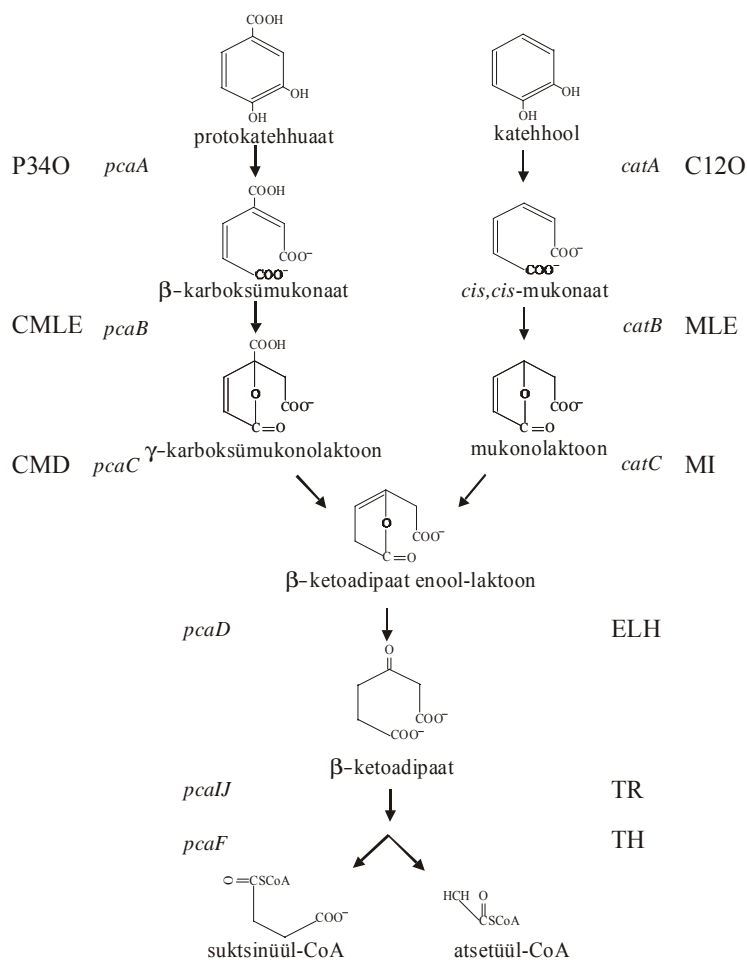 COOH
OH
OH
OH
OH
protokatehhuaat
katehhool
P34O pcaA catA C12O
COOH
COO⁻
COO⁻
COO⁻
COO⁻
β-karboksümukonaat
cis,cis-mukonaat
CMLE pcaB catB MLE
COOH
O
COO⁻
C=O
O
COO⁻
C=O
γ-karboksümukonolaktoon
mukonolaktoon
CMD pcaC catC MI
O
COO⁻
C=O
β-ketoadipaat enool-laktoon
pcaD ELH
O
COO⁻
COO⁻
β-ketoadipaat
pcaIJ TR
pcaF TH
O=CSCoA
COO⁻
HCH O
CSCoA
suktsinüül-CoA
atsetüül-CoA